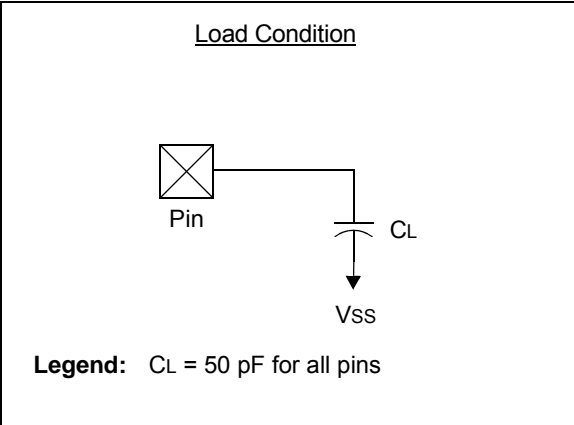 Load Condition
Pin
CL
VSS
Legend: CL = 50 pF for all pins